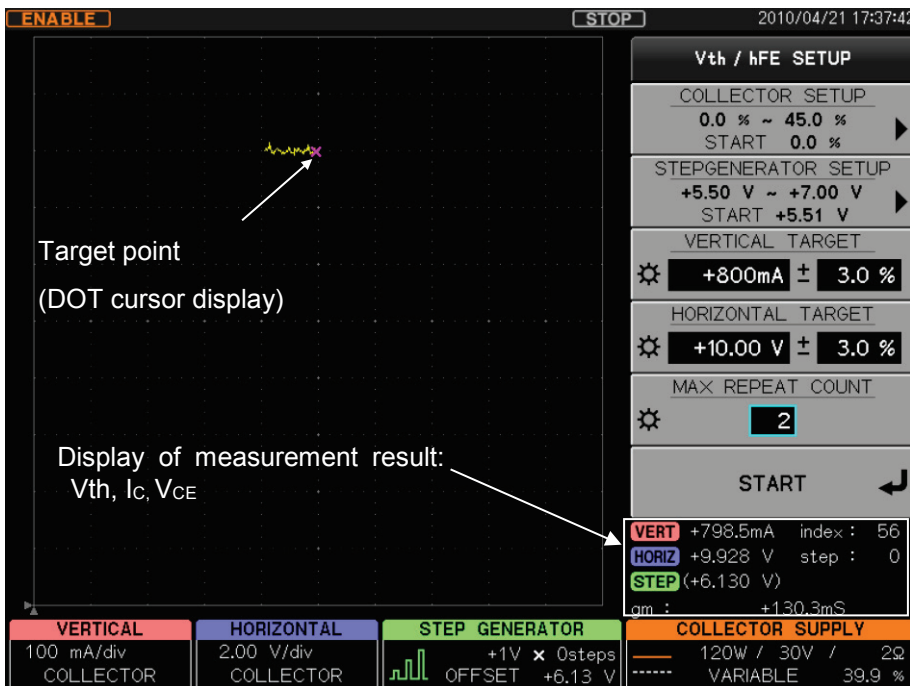 ENABLE
STOP
2010/04/21 17:37:42
Target point
(DOT cursor display)
Display of measurement result:
Vth, IC, VCE
Vth / hFE SETUP
COLLECTOR SETUP
0.0 % ~ 45.0 %
START 0.0 %
STEPGENERATOR SETUP
+5.50 V ~ +7.00 V
START +5.51 V
VERTICAL TARGET
+800mA ± 3.0 %
HORIZONTAL TARGET
+10.00 V ± 3.0 %
MAX REPEAT COUNT
2
START
VERT +798.5mA index : 56
HORIZ +9.928 V step : 0
STEP (+6.130 V)
gm : +130.3mS
VERTICAL
100 mA/div
COLLECTOR
HORIZONTAL
2.00 V/div
COLLECTOR
STEP GENERATOR
+1V × 0steps
OFFSET +6.13 V
COLLECTOR SUPPLY
120W / 30V / 2Ω
VARIABLE 39.9 %